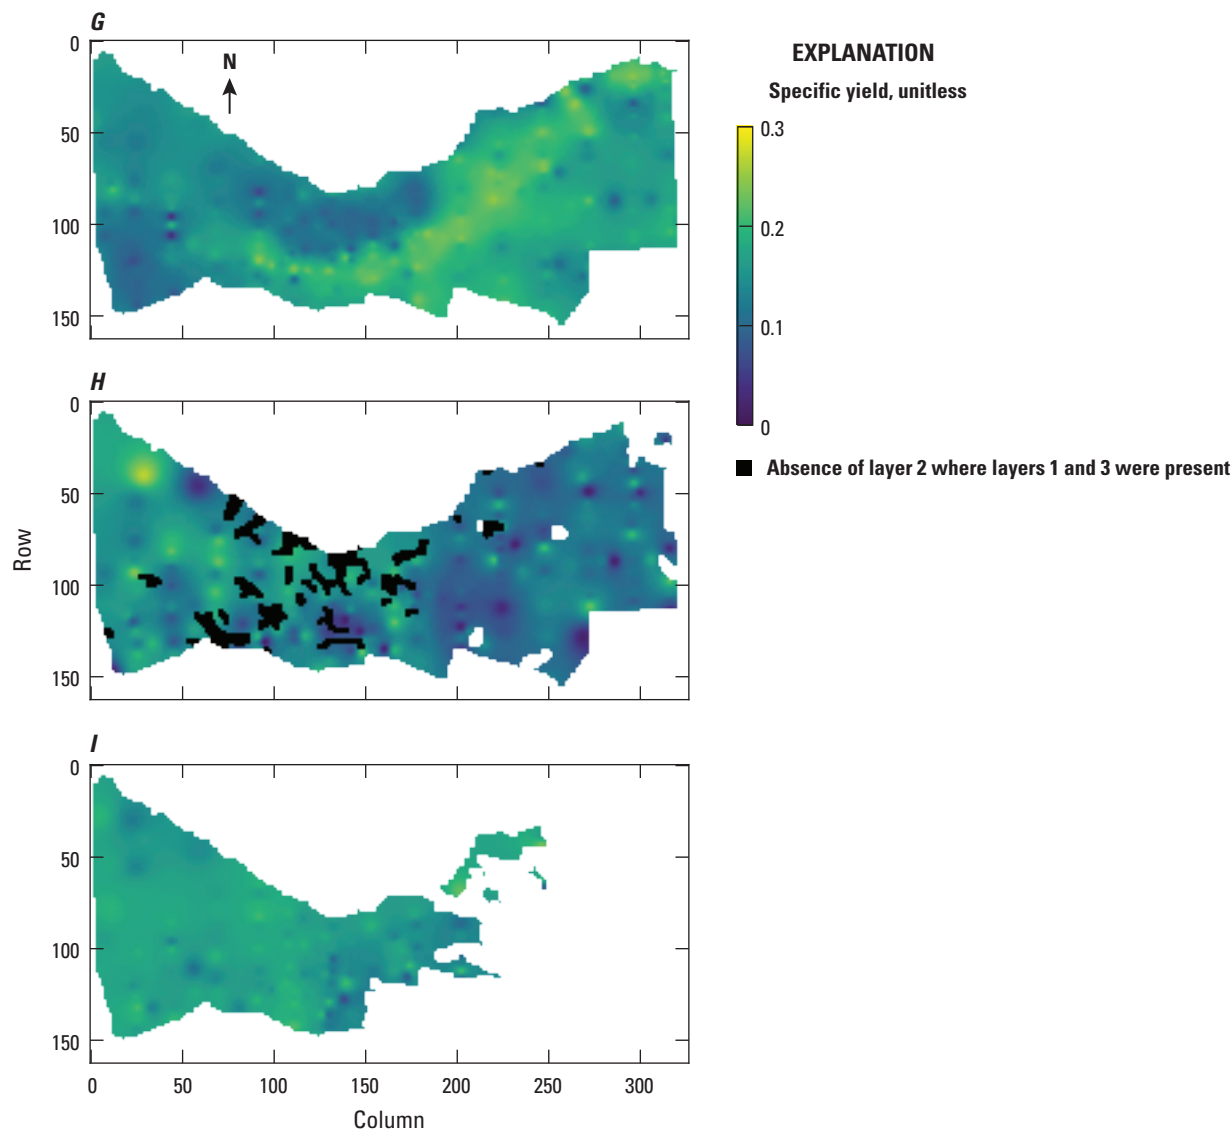 G
0
50
100
150
N
EXPLANATION
Specific yield, unitless
0.3
0.2
0.1
0
Absence of layer 2 where layers 1 and 3 were present
H
0
50
100
150
Row
I
0
50
100
150
0 50 100 150 200 250 300
Column